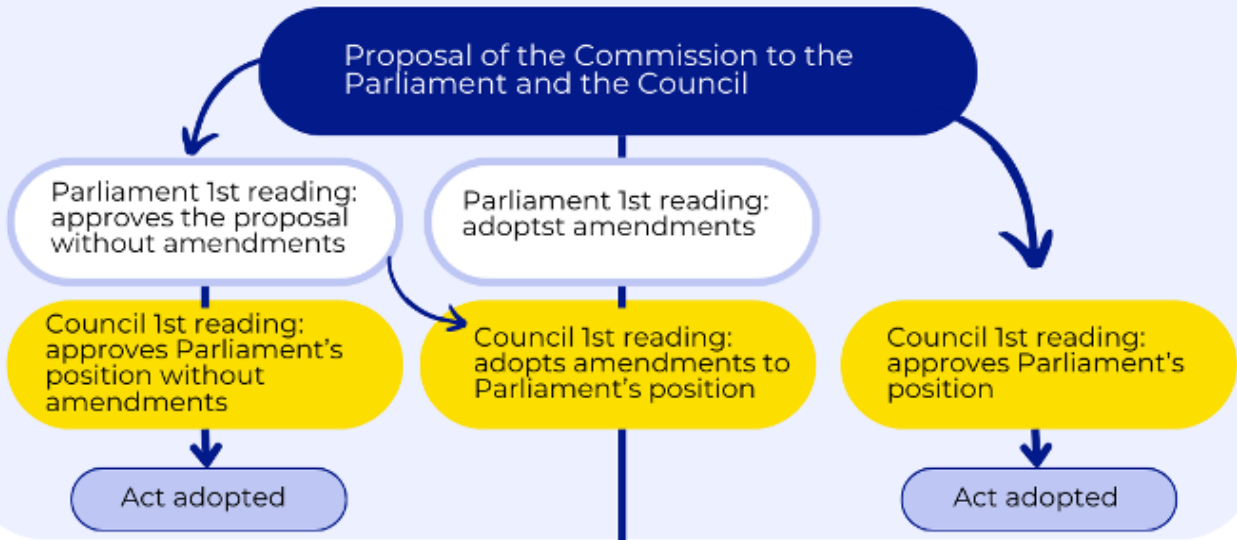 Proposal of the Commission to the
Parliament and the Council
Parliament 1st reading:
approves the proposal
without amendments
Parliament 1st reading:
adoptst amendments
Council 1st reading:
approves Parliament's
position without
amendments
Council 1st reading:
adopts amendments to
Parliament's position
Council 1st reading:
approves Parliament's
position
Act adopted
Act adopted